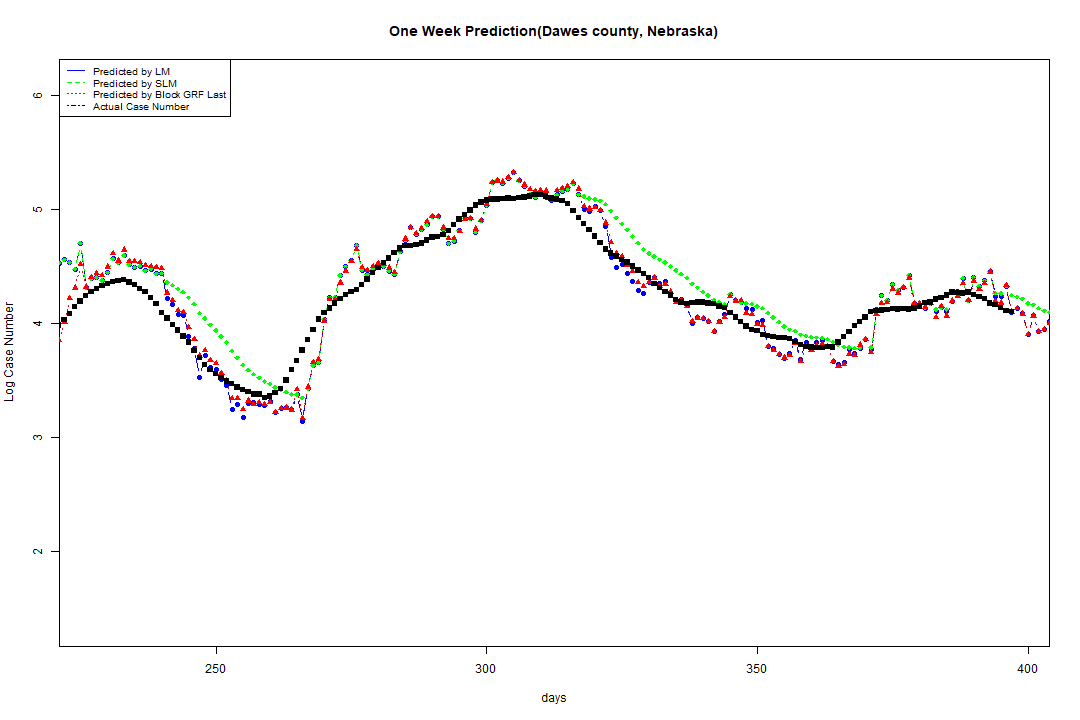 One Week Prediction(Dawes county, Nebraska)
Predicted by LM
Predicted by SLM
Predicted by Block GRF Last
Actual Case Number
6
5
4
3
2
Log Case Number
250
300
350
400
days